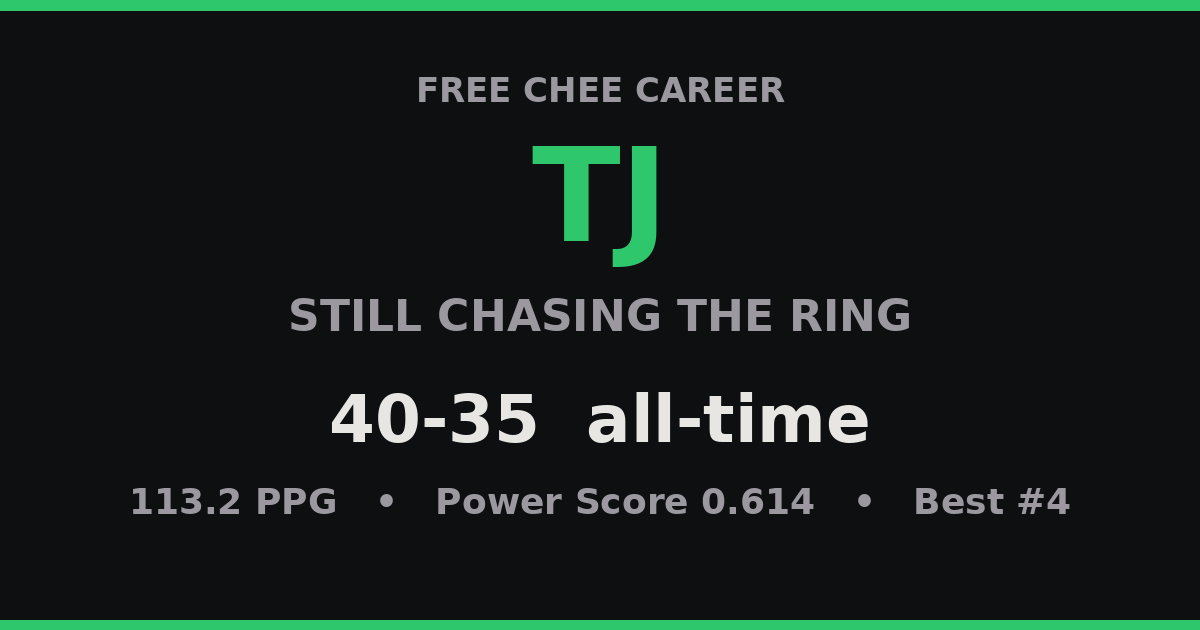 FREE CHEE CAREER
TJ
STILL CHASING THE RING
40-35 all-time
113.2 PPG • Power Score 0.614 • Best #4